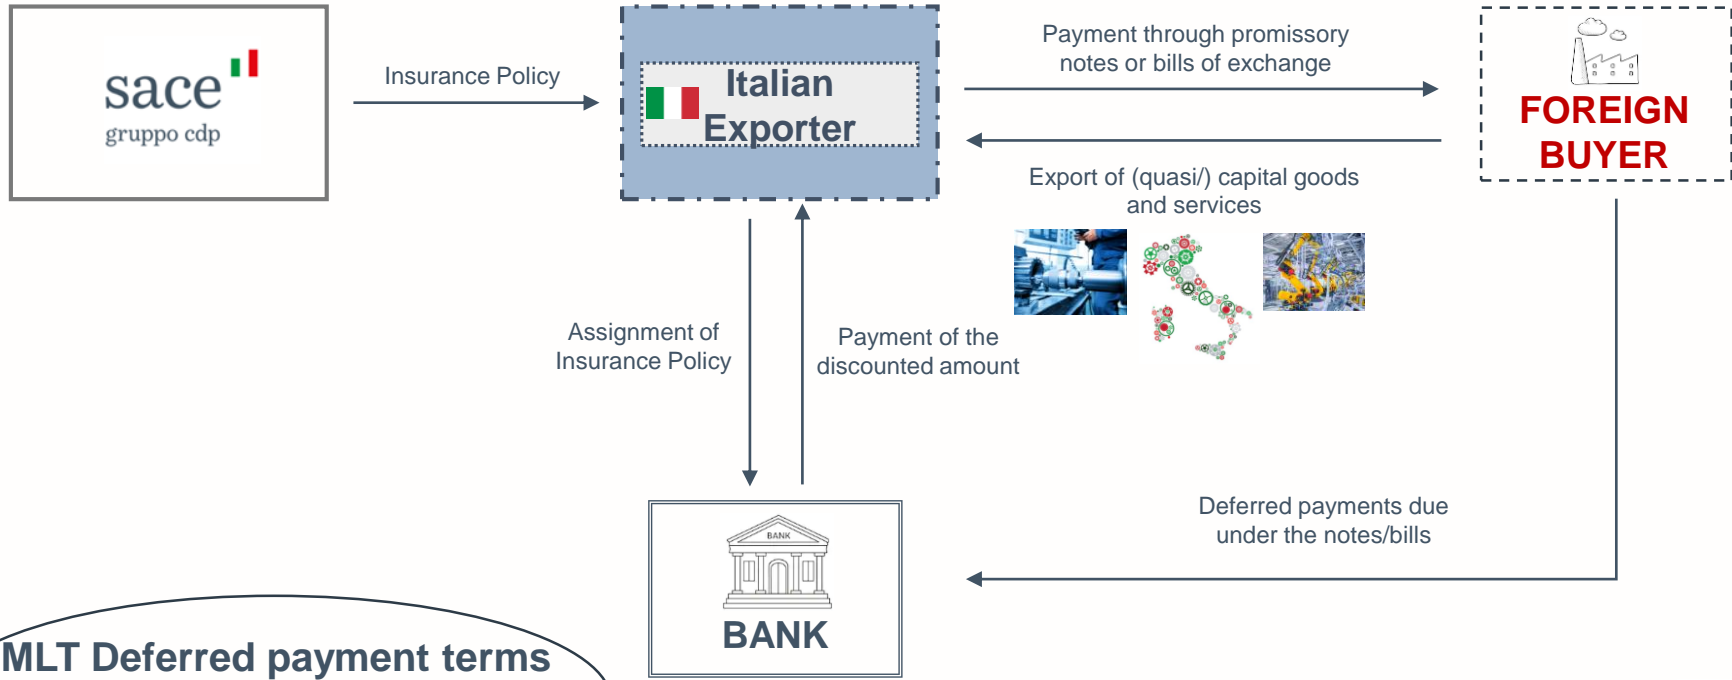 sace
gruppo cdp
Insurance Policy
Italian
Exporter
Payment through promissory
notes or bills of exchange
FOREIGN
BUYER
Export of (quasi/) capital goods
and services
Assignment of
Insurance Policy
Payment of the
discounted amount
Deferred payments due
under the notes/bills
BANK
BANK
MLT Deferred payment terms